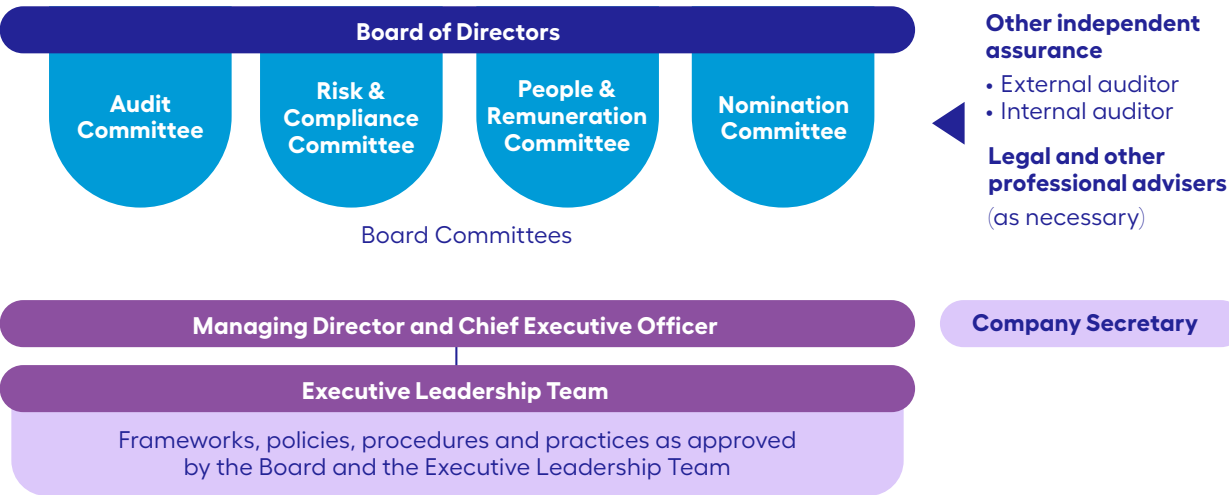 Board of Directors
Audit
Committee
Risk &
Compliance
Committee
People &
Remuneration
Committee
Nomination
Committee
Board Committees
Other independent
assurance
• External auditor
• Internal auditor
Legal and other
professional advisers
(as necessary)
Managing Director and Chief Executive Officer
Company Secretary
Executive Leadership Team
Frameworks, policies, procedures and practices as approved
by the Board and the Executive Leadership Team